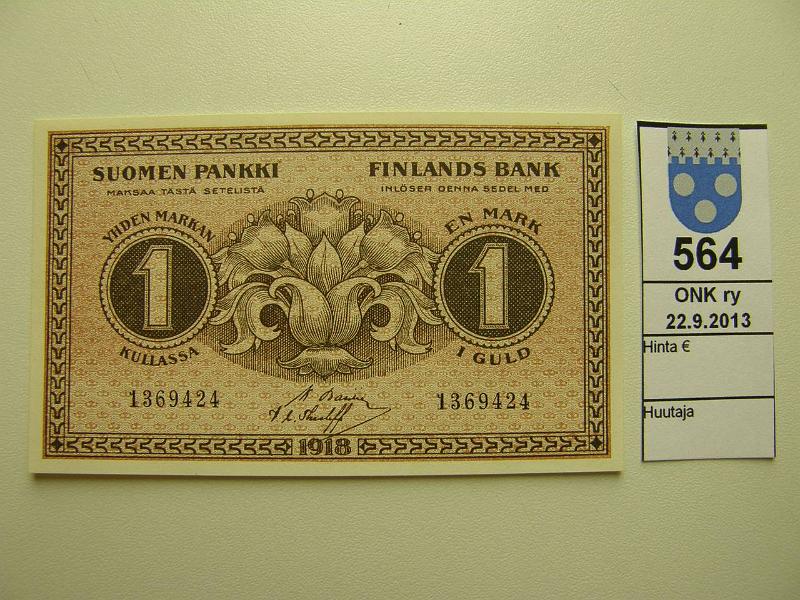 SUOMEN PANKKI
MAKSAA TÄSTÄ SETELISTÄ
FINLANDS BANK
INLÖSER DENNA SEDEL MED
YHDEN MARKAN
1
KULLASSA
EN MARK
1
I GULD
1369424
1369424
1918
564
ONK ry
22.9.2013
Hinta €
Huutaja